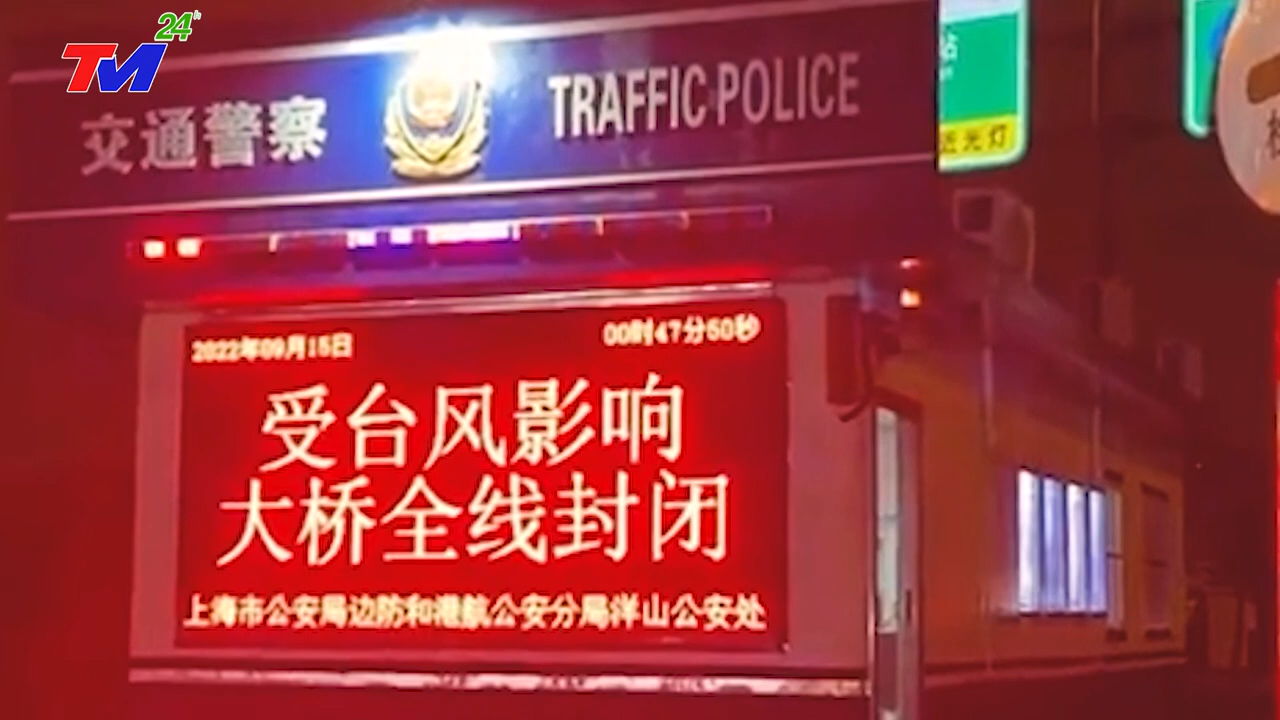 TM 24h
交通警察 TRAFFIC POLICE
近光灯
2022年09月15日 00时47分50秒
受台风影响
大桥全线封闭
上海市公安局边防和港航公安分局洋山公安处